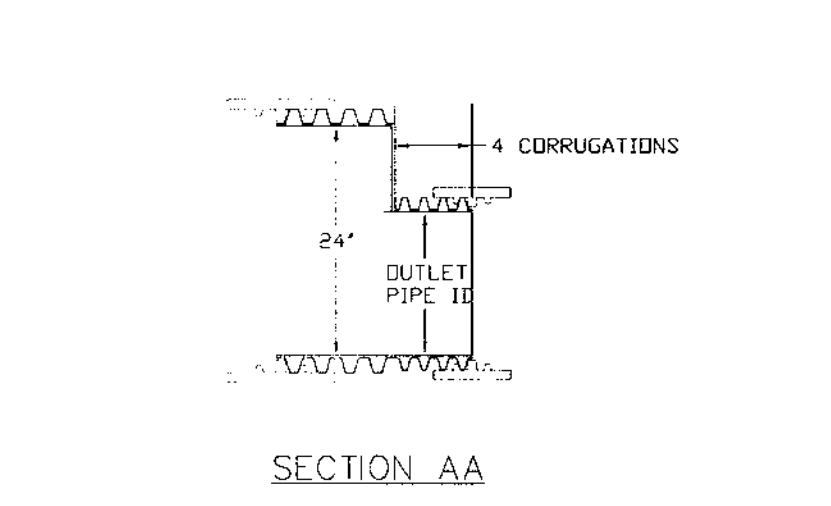 4 CORRUGATIONS
24"
OUTLET
PIPE ID
SECTION AA